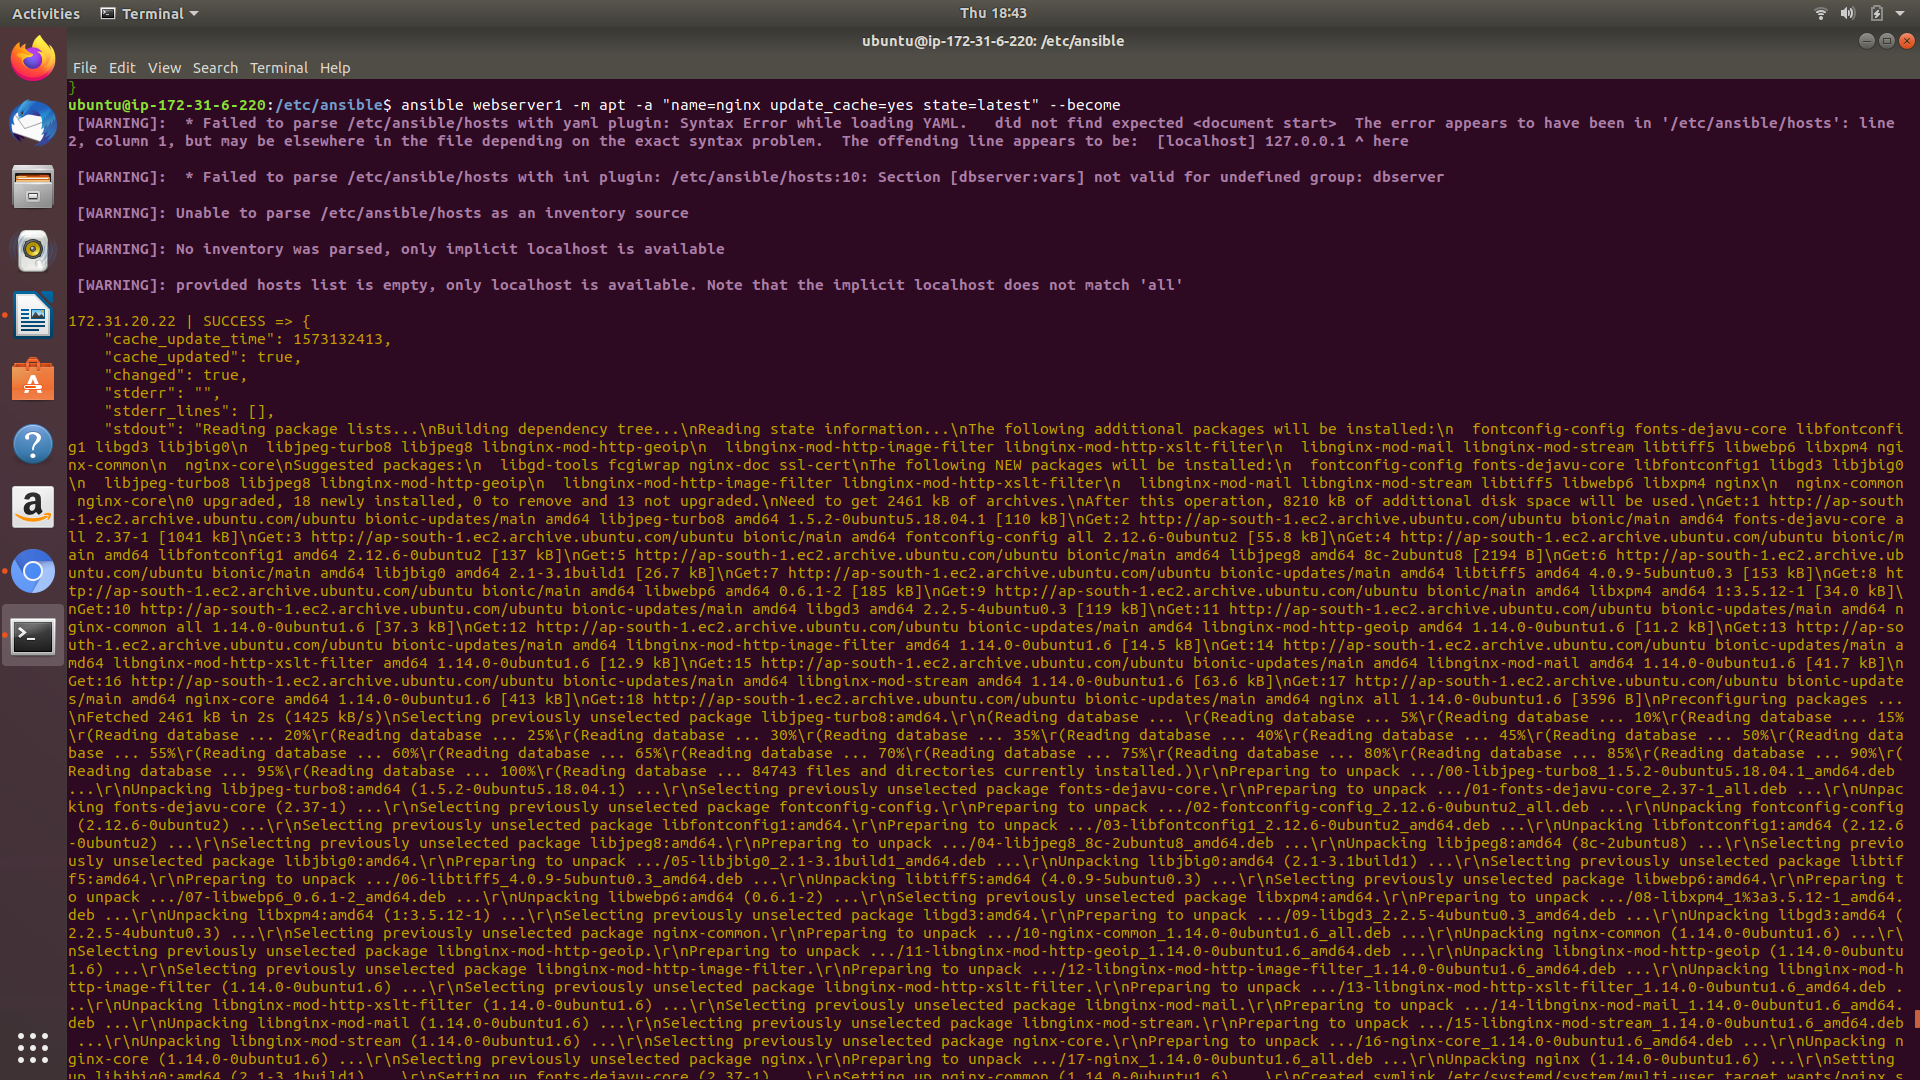 Activities Terminal Thu 18:43
ubuntu@ip-172-31-6-220: /etc/ansible
File Edit View Search Terminal Help
}
ubuntu@ip-172-31-6-220:/etc/ansible$ ansible webserver1 -m apt -a "name=nginx update_cache=yes state=latest" --become
[WARNING]:  * Failed to parse /etc/ansible/hosts with yaml plugin: Syntax Error while loading YAML.   did not find expected <document start>  The error appears to have been in '/etc/ansible/hosts': line
2, column 1, but may be elsewhere in the file depending on the exact syntax problem.  The offending line appears to be:  [localhost] 127.0.0.1 ^ here
[WARNING]:  * Failed to parse /etc/ansible/hosts with ini plugin: /etc/ansible/hosts:10: Section [dbserver:vars] not valid for undefined group: dbserver
[WARNING]: Unable to parse /etc/ansible/hosts as an inventory source
[WARNING]: No inventory was parsed, only implicit localhost is available
[WARNING]: provided hosts list is empty, only localhost is available. Note that the implicit localhost does not match 'all'
172.31.20.22 | SUCCESS => {
"cache_update_time": 1573132413,
"cache_updated": true,
"changed": true,
"stderr": "",
"stderr_lines": [],
"stdout": "Reading package lists...\nBuilding dependency tree...\nReading state information...\nThe following additional packages will be installed:\n  fontconfig-config fonts-dejavu-core libfontconfi
g1 libgd3 libjbig0\n  libjpeg-turbo8 libjpeg8 libnginx-mod-http-geoip\n  libnginx-mod-http-image-filter libnginx-mod-http-xslt-filter\n  libnginx-mod-mail libnginx-mod-stream libtiff5 libwebp6 libxpm4 ngi
nx-common\n  nginx-core\nSuggested packages:\n  libgd-tools fcgiwrap nginx-doc ssl-cert\nThe following NEW packages will be installed:\n  fontconfig-config fonts-dejavu-core libfontconfig1 libgd3 libjbig0
\n  libjpeg-turbo8 libjpeg8 libnginx-mod-http-geoip\n  libnginx-mod-http-image-filter libnginx-mod-http-xslt-filter\n  libnginx-mod-mail libnginx-mod-stream libtiff5 libwebp6 libxpm4 nginx\n  nginx-common
nginx-core\n0 upgraded, 18 newly installed, 0 to remove and 13 not upgraded.\nNeed to get 2461 kB of archives.\nAfter this operation, 8210 kB of additional disk space will be used.\nGet:1 http://ap-south
-1.ec2.archive.ubuntu.com/ubuntu bionic-updates/main amd64 libjpeg-turbo8 amd64 1.5.2-0ubuntu5.18.04.1 [110 kB]\nGet:2 http://ap-south-1.ec2.archive.ubuntu.com/ubuntu bionic/main amd64 fonts-dejavu-core a
ll 2.37-1 [1041 kB]\nGet:3 http://ap-south-1.ec2.archive.ubuntu.com/ubuntu bionic/main amd64 fontconfig-config all 2.12.6-0ubuntu2 [55.8 kB]\nGet:4 http://ap-south-1.ec2.archive.ubuntu.com/ubuntu bionic/m
ain amd64 libfontconfig1 amd64 2.12.6-0ubuntu2 [137 kB]\nGet:5 http://ap-south-1.ec2.archive.ubuntu.com/ubuntu bionic/main amd64 libjpeg8 amd64 8c-2ubuntu8 [2194 B]\nGet:6 http://ap-south-1.ec2.archive.ub
untu.com/ubuntu bionic/main amd64 libjbig0 amd64 2.1-3.1build1 [26.7 kB]\nGet:7 http://ap-south-1.ec2.archive.ubuntu.com/ubuntu bionic-updates/main amd64 libtiff5 amd64 4.0.9-5ubuntu0.3 [153 kB]\nGet:8 ht
tp://ap-south-1.ec2.archive.ubuntu.com/ubuntu bionic/main amd64 libwebp6 amd64 0.6.1-2 [185 kB]\nGet:9 http://ap-south-1.ec2.archive.ubuntu.com/ubuntu bionic/main amd64 libxpm4 amd64 1:3.5.12-1 [34.0 kB]\
nGet:10 http://ap-south-1.ec2.archive.ubuntu.com/ubuntu bionic-updates/main amd64 libgd3 amd64 2.2.5-4ubuntu0.3 [119 kB]\nGet:11 http://ap-south-1.ec2.archive.ubuntu.com/ubuntu bionic-updates/main amd64 n
ginx-common all 1.14.0-0ubuntu1.6 [37.3 kB]\nGet:12 http://ap-south-1.ec2.archive.ubuntu.com/ubuntu bionic-updates/main amd64 libnginx-mod-http-geoip amd64 1.14.0-0ubuntu1.6 [11.2 kB]\nGet:13 http://ap-so
uth-1.ec2.archive.ubuntu.com/ubuntu bionic-updates/main amd64 libnginx-mod-http-image-filter amd64 1.14.0-0ubuntu1.6 [14.5 kB]\nGet:14 http://ap-south-1.ec2.archive.ubuntu.com/ubuntu bionic-updates/main a
md64 libnginx-mod-http-xslt-filter amd64 1.14.0-0ubuntu1.6 [12.9 kB]\nGet:15 http://ap-south-1.ec2.archive.ubuntu.com/ubuntu bionic-updates/main amd64 libnginx-mod-mail amd64 1.14.0-0ubuntu1.6 [41.7 kB]\n
Get:16 http://ap-south-1.ec2.archive.ubuntu.com/ubuntu bionic-updates/main amd64 libnginx-mod-stream amd64 1.14.0-0ubuntu1.6 [63.6 kB]\nGet:17 http://ap-south-1.ec2.archive.ubuntu.com/ubuntu bionic-update
s/main amd64 nginx-core amd64 1.14.0-0ubuntu1.6 [413 kB]\nGet:18 http://ap-south-1.ec2.archive.ubuntu.com/ubuntu bionic-updates/main amd64 nginx all 1.14.0-0ubuntu1.6 [3596 B]\nPreconfiguring packages ...
\nFetched 2461 kB in 2s (1425 kB/s)\nSelecting previously unselected package libjpeg-turbo8:amd64.\r\n(Reading database ... \r(Reading database ... 5%\r(Reading database ... 10%\r(Reading database ... 15%
\r(Reading database ... 20%\r(Reading database ... 25%\r(Reading database ... 30%\r(Reading database ... 35%\r(Reading database ... 40%\r(Reading database ... 45%\r(Reading database ... 50%\r(Reading data
base ... 55%\r(Reading database ... 60%\r(Reading database ... 65%\r(Reading database ... 70%\r(Reading database ... 75%\r(Reading database ... 80%\r(Reading database ... 85%\r(Reading database ... 90%\r(
Reading database ... 95%\r(Reading database ... 100%\r(Reading database ... 84743 files and directories currently installed.)\r\nPreparing to unpack .../00-libjpeg-turbo8_1.5.2-0ubuntu5.18.04.1_amd64.deb
...\r\nUnpacking libjpeg-turbo8:amd64 (1.5.2-0ubuntu5.18.04.1) ...\r\nSelecting previously unselected package fonts-dejavu-core.\r\nPreparing to unpack .../01-fonts-dejavu-core_2.37-1_all.deb ...\r\nUnpac
king fonts-dejavu-core (2.37-1) ...\r\nSelecting previously unselected package fontconfig-config.\r\nPreparing to unpack .../02-fontconfig-config_2.12.6-0ubuntu2_all.deb ...\r\nUnpacking fontconfig-config
(2.12.6-0ubuntu2) ...\r\nSelecting previously unselected package libfontconfig1:amd64.\r\nPreparing to unpack .../03-libfontconfig1_2.12.6-0ubuntu2_amd64.deb ...\r\nUnpacking libfontconfig1:amd64 (2.12.6
-0ubuntu2) ...\r\nSelecting previously unselected package libjpeg8:amd64.\r\nPreparing to unpack .../04-libjpeg8_8c-2ubuntu8_amd64.deb ...\r\nUnpacking libjpeg8:amd64 (8c-2ubuntu8) ...\r\nSelecting previo
usly unselected package libjbig0:amd64.\r\nPreparing to unpack .../05-libjbig0_2.1-3.1build1_amd64.deb ...\r\nUnpacking libjbig0:amd64 (2.1-3.1build1) ...\r\nSelecting previously unselected package libtif
f5:amd64.\r\nPreparing to unpack .../06-libtiff5_4.0.9-5ubuntu0.3_amd64.deb ...\r\nUnpacking libtiff5:amd64 (4.0.9-5ubuntu0.3) ...\r\nSelecting previously unselected package libwebp6:amd64.\r\nPreparing t
o unpack .../07-libwebp6_0.6.1-2_amd64.deb ...\r\nUnpacking libwebp6:amd64 (0.6.1-2) ...\r\nSelecting previously unselected package libxpm4:amd64.\r\nPreparing to unpack .../08-libxpm4_1%3a3.5.12-1_amd64.
deb ...\r\nUnpacking libxpm4:amd64 (1:3.5.12-1) ...\r\nSelecting previously unselected package libgd3:amd64.\r\nPreparing to unpack .../09-libgd3_2.2.5-4ubuntu0.3_amd64.deb ...\r\nUnpacking libgd3:amd64 (
2.2.5-4ubuntu0.3) ...\r\nSelecting previously unselected package nginx-common.\r\nPreparing to unpack .../10-nginx-common_1.14.0-0ubuntu1.6_all.deb ...\r\nUnpacking nginx-common (1.14.0-0ubuntu1.6) ...\r\
nSelecting previously unselected package libnginx-mod-http-geoip.\r\nPreparing to unpack .../11-libnginx-mod-http-geoip_1.14.0-0ubuntu1.6_amd64.deb ...\r\nUnpacking libnginx-mod-http-geoip (1.14.0-0ubuntu
1.6) ...\r\nSelecting previously unselected package libnginx-mod-http-image-filter.\r\nPreparing to unpack .../12-libnginx-mod-http-image-filter_1.14.0-0ubuntu1.6_amd64.deb ...\r\nUnpacking libnginx-mod-h
ttp-image-filter (1.14.0-0ubuntu1.6) ...\r\nSelecting previously unselected package libnginx-mod-http-xslt-filter.\r\nPreparing to unpack .../13-libnginx-mod-http-xslt-filter_1.14.0-0ubuntu1.6_amd64.deb .
..\r\nUnpacking libnginx-mod-http-xslt-filter (1.14.0-0ubuntu1.6) ...\r\nSelecting previously unselected package libnginx-mod-mail.\r\nPreparing to unpack .../14-libnginx-mod-mail_1.14.0-0ubuntu1.6_amd64.
deb ...\r\nUnpacking libnginx-mod-mail (1.14.0-0ubuntu1.6) ...\r\nSelecting previously unselected package libnginx-mod-stream.\r\nPreparing to unpack .../15-libnginx-mod-stream_1.14.0-0ubuntu1.6_amd64.deb
...\r\nUnpacking libnginx-mod-stream (1.14.0-0ubuntu1.6) ...\r\nSelecting previously unselected package nginx-core.\r\nPreparing to unpack .../16-nginx-core_1.14.0-0ubuntu1.6_amd64.deb ...\r\nUnpacking n
ginx-core (1.14.0-0ubuntu1.6) ...\r\nSelecting previously unselected package nginx.\r\nPreparing to unpack .../17-nginx_1.14.0-0ubuntu1.6_all.deb ...\r\nUnpacking nginx (1.14.0-0ubuntu1.6) ...\r\nSetting
up libjbig0:amd64 (2.1-3.1build1) ...\r\nSetting up fonts-dejavu-core (2.37-1) ...\r\nSetting up nginx-common (1.14.0-0ubuntu1.6) ...\r\nCreated symlink /etc/systemd/system/multi-user.target.wants/nginx.s